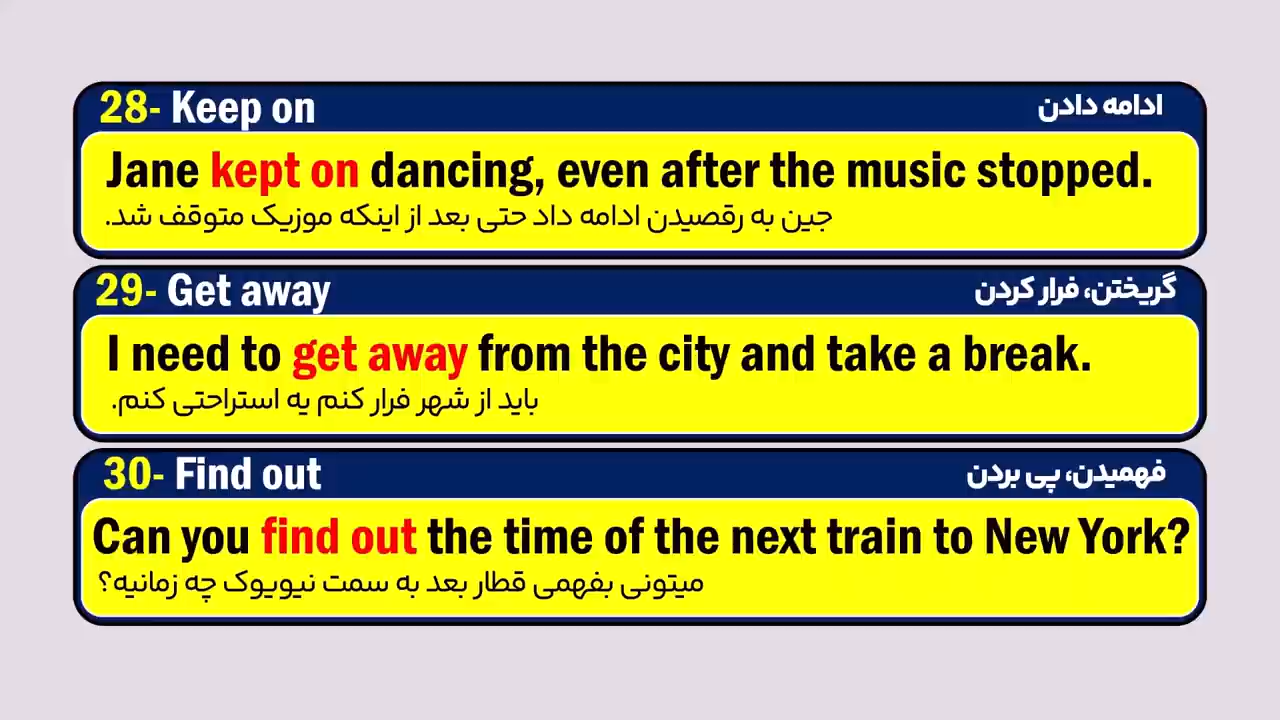 28- Keep on
ادامه دادن
Jane kept on dancing, even after the music stopped.
جین به رقصیدن ادامه داد حتی بعد از اینکه موزیک متوقف شد.
29- Get away
گریختن، فرار کردن
I need to get away from the city and take a break.
باید از شهر فرار کنم یه استراحتی کنم.
30- Find out
فهمیدن، پی بردن
Can you find out the time of the next train to New York?
میتونی بفهمی قطار بعد به سمت نیویوک چه زمانیه؟